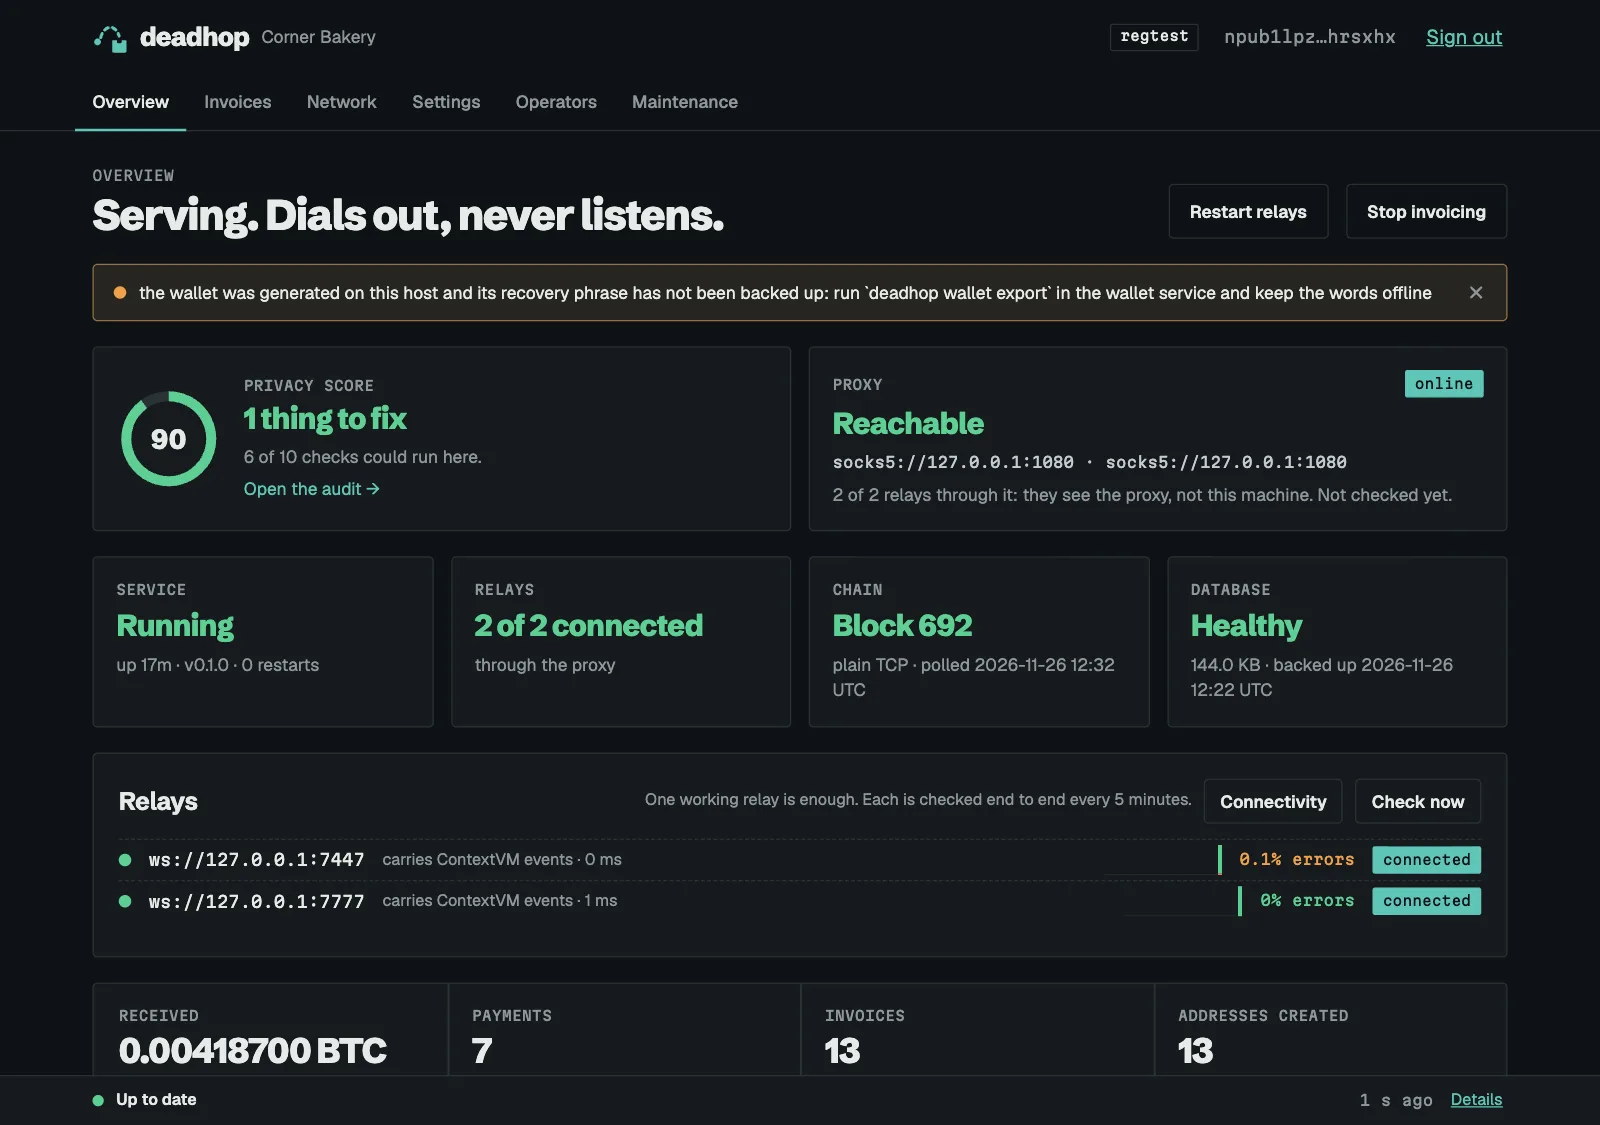 deadhop Corner Bakery
regtest npub1lpz…hrsxhx Sign out
Overview Invoices Network Settings Operators Maintenance
OVERVIEW
Serving. Dials out, never listens.
Restart relays Stop invoicing
the wallet was generated on this host and its recovery phrase has not been backed up: run `deadhop wallet export` in the wallet service and keep the words offline
90
PRIVACY SCORE
1 thing to fix
6 of 10 checks could run here.
Open the audit →
PROXY
online
Reachable
socks5://127.0.0.1:1080 · socks5://127.0.0.1:1080
2 of 2 relays through it: they see the proxy, not this machine. Not checked yet.
SERVICE
Running
up 17m · v0.1.0 · 0 restarts
RELAYS
2 of 2 connected
through the proxy
CHAIN
Block 692
plain TCP · polled 2026-11-26 12:32
UTC
DATABASE
Healthy
144.0 KB · backed up 2026-11-26
12:22 UTC
Relays
One working relay is enough. Each is checked end to end every 5 minutes.
Connectivity Check now
ws://127.0.0.1:7447 carries ContextVM events · 0 ms 0.1% errors connected
ws://127.0.0.1:7777 carries ContextVM events · 1 ms 0% errors connected
RECEIVED
0.00418700 BTC
PAYMENTS
7
INVOICES
13
ADDRESSES CREATED
13
Up to date
1 s ago Details